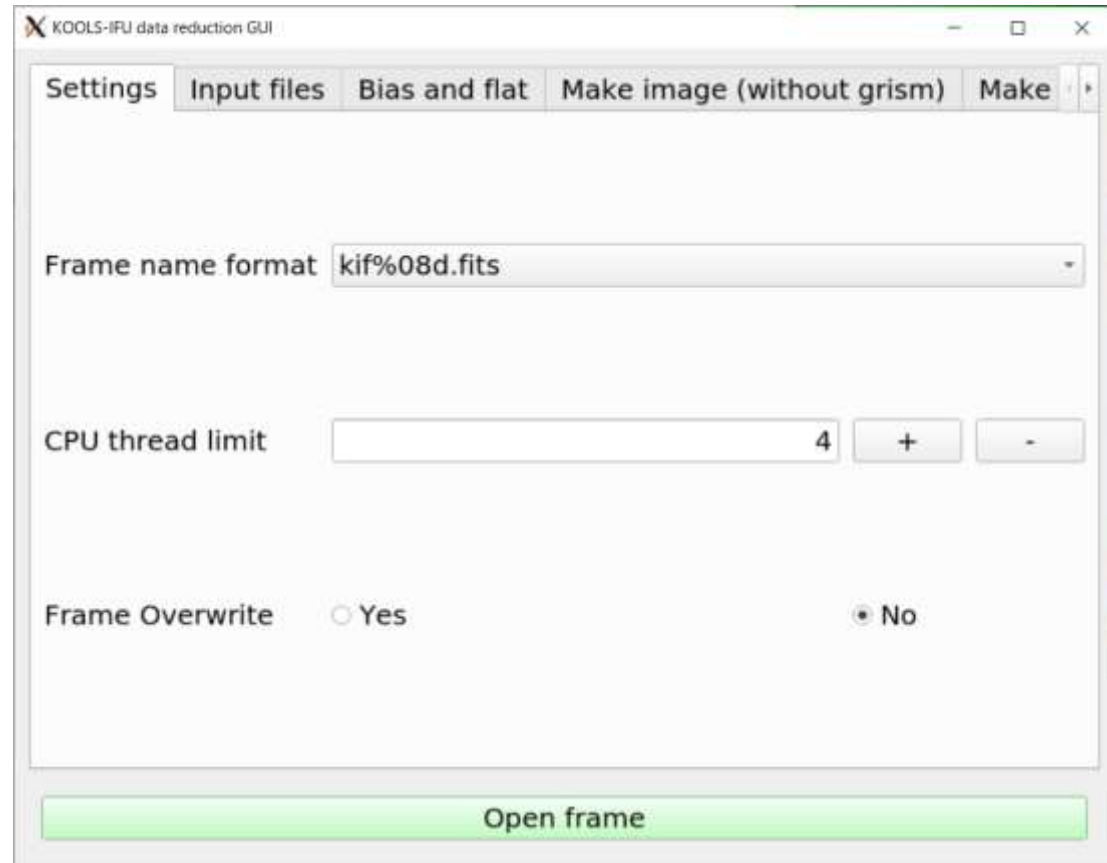 KOOLS-IFU data reduction GUI
Settings Input files Bias and flat Make image (without grism) Make
Frame name format kif%08d.fits
CPU thread limit 4 + -
Frame Overwrite Yes No
Open frame